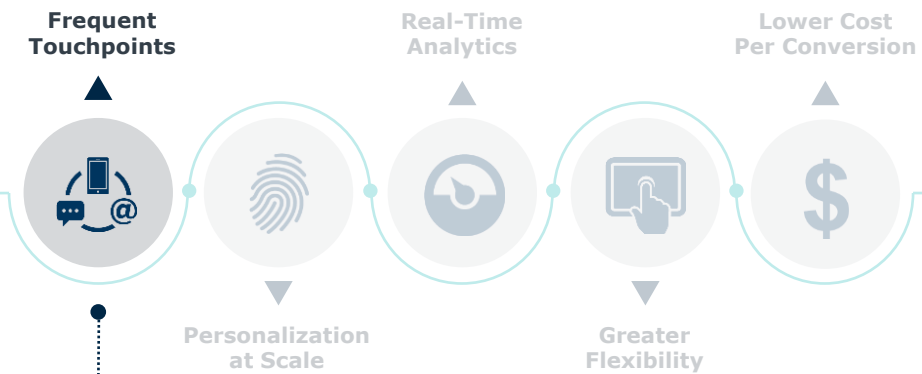 Frequent
Touchpoints
Real-Time
Analytics
Lower Cost
Per Conversion
@
$
Personalization
at Scale
Greater
Flexibility